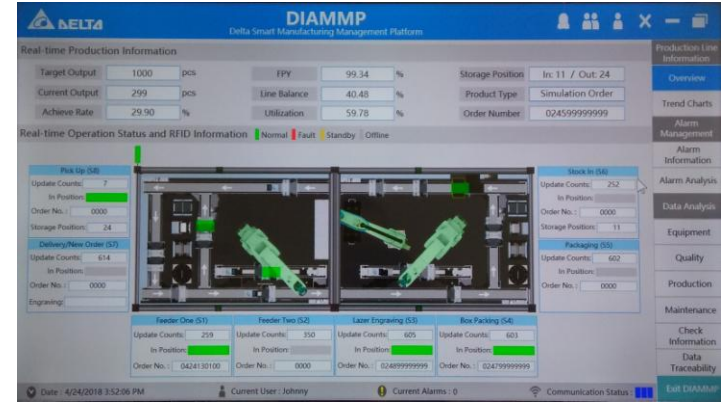 DELTA
DIAMMP
Delta Smart Manufacturing Management Platform
Real-time Production Information
Target Output 1000 pcs FPY 99.34 % Storage Position In: 11 / Out: 24
Current Output 299 pcs Line Balance 40.48 % Product Type Simulation Order
Achieve Rate 29.90 % Utilization 59.78 % Order Number 024599999999
Real-time Operation Status and RFID Information Normal Fault Standby Offline
Pick Up (S8)
Update Counts: 7
In Position:
Order No. : 0000
Storage Position: 24
Delivery/New Order (S7)
Update Counts: 614
In Position:
Order No. : 0000
Engraving:
Stock In (S6)
Update Counts: 252
In Position:
Order No. : 0000
Storage Position: 11
Packaging (S5)
Update Counts: 602
In Position:
Order No. : 0000
Feeder One (S1)
Update Counts: 259
In Position:
Order No. : 0424130100
Feeder Two (S2)
Update Counts: 350
In Position:
Order No. : 0000
Lazer Engraving (S3)
Update Counts: 605
In Position:
Order No. : 024899999999
Box Packing (S4)
Update Counts: 603
In Position:
Order No. : 024799999999
Production Line
Information
Overview
Trend Charts
Alarm
Management
Alarm
Information
Alarm Analysis
Data Analysis
Equipment
Quality
Production
Maintenance
Check
Information
Data
Traceability
Exit DIAMMP
Date : 4/24/2018 3:52:06 PM Current User : Johnny Current Alarms : 0 Communication Status :